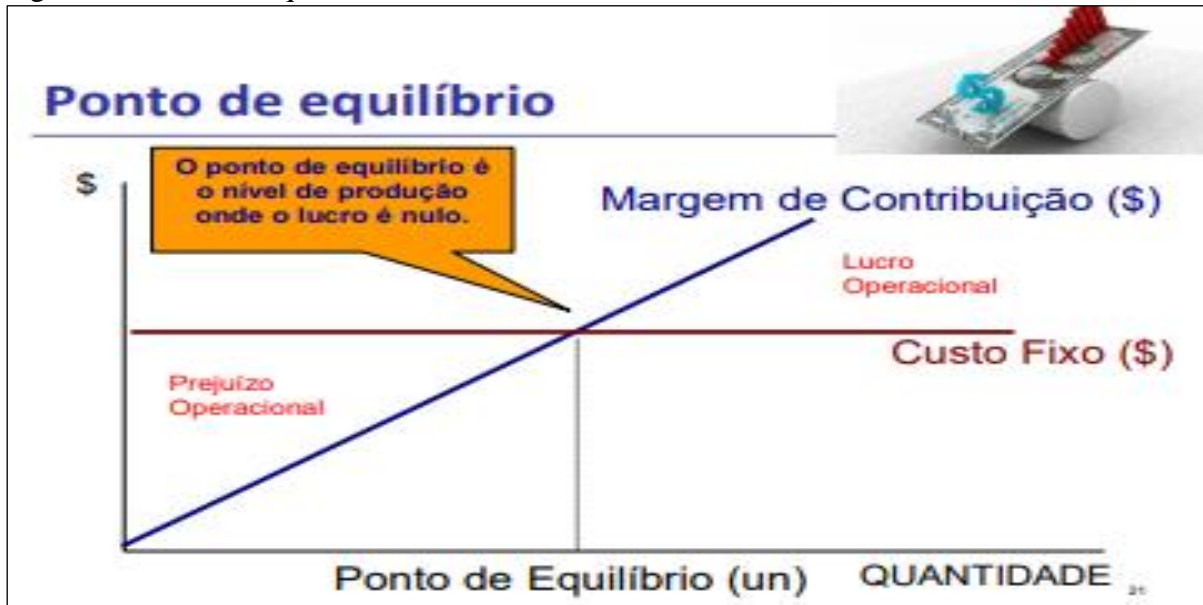 Ponto de equilíbrio
$
O ponto de equilíbrio é
o nível de produção
onde o lucro é nulo.
Margem de Contribuição ($)
Lucro
Operacional
Custo Fixo ($)
Prejuízo
Operacional
Ponto de Equilíbrio (un)
QUANTIDADE
21